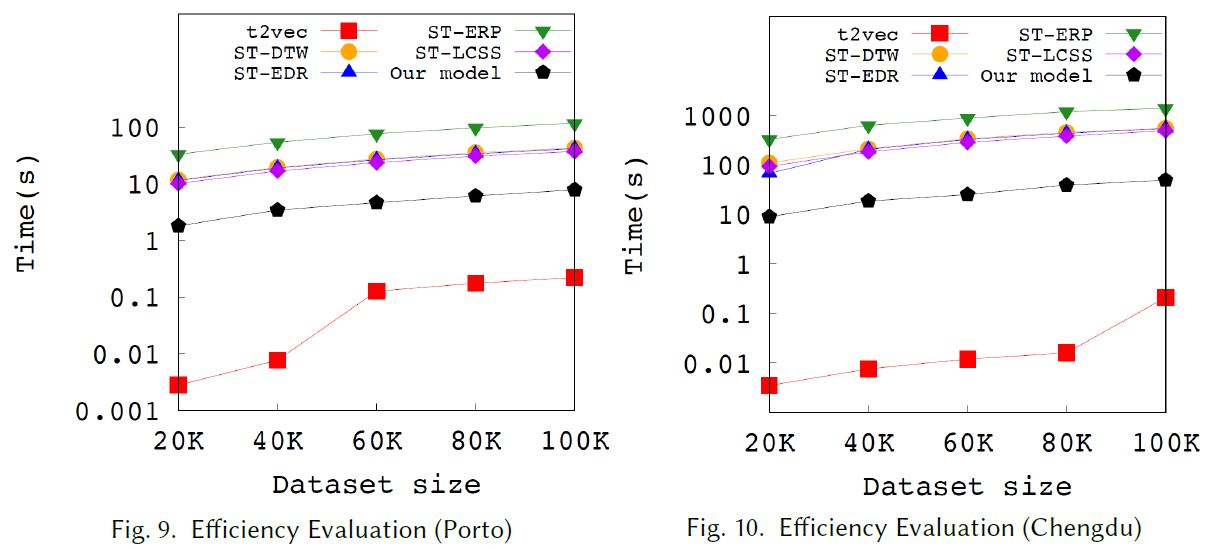 t2vec ST-ERP
ST-DTW ST-LCSS
ST-EDR Our model
100
10
1
0.1
0.01
0.001
Time(s)
20K 40K 60K 80K 100K
Dataset size
Fig. 9. Efficiency Evaluation (Porto)
t2vec ST-ERP
ST-DTW ST-LCSS
ST-EDR Our model
1000
100
10
1
0.1
0.01
Time(s)
20K 40K 60K 80K 100K
Dataset size
Fig. 10. Efficiency Evaluation (Chengdu)